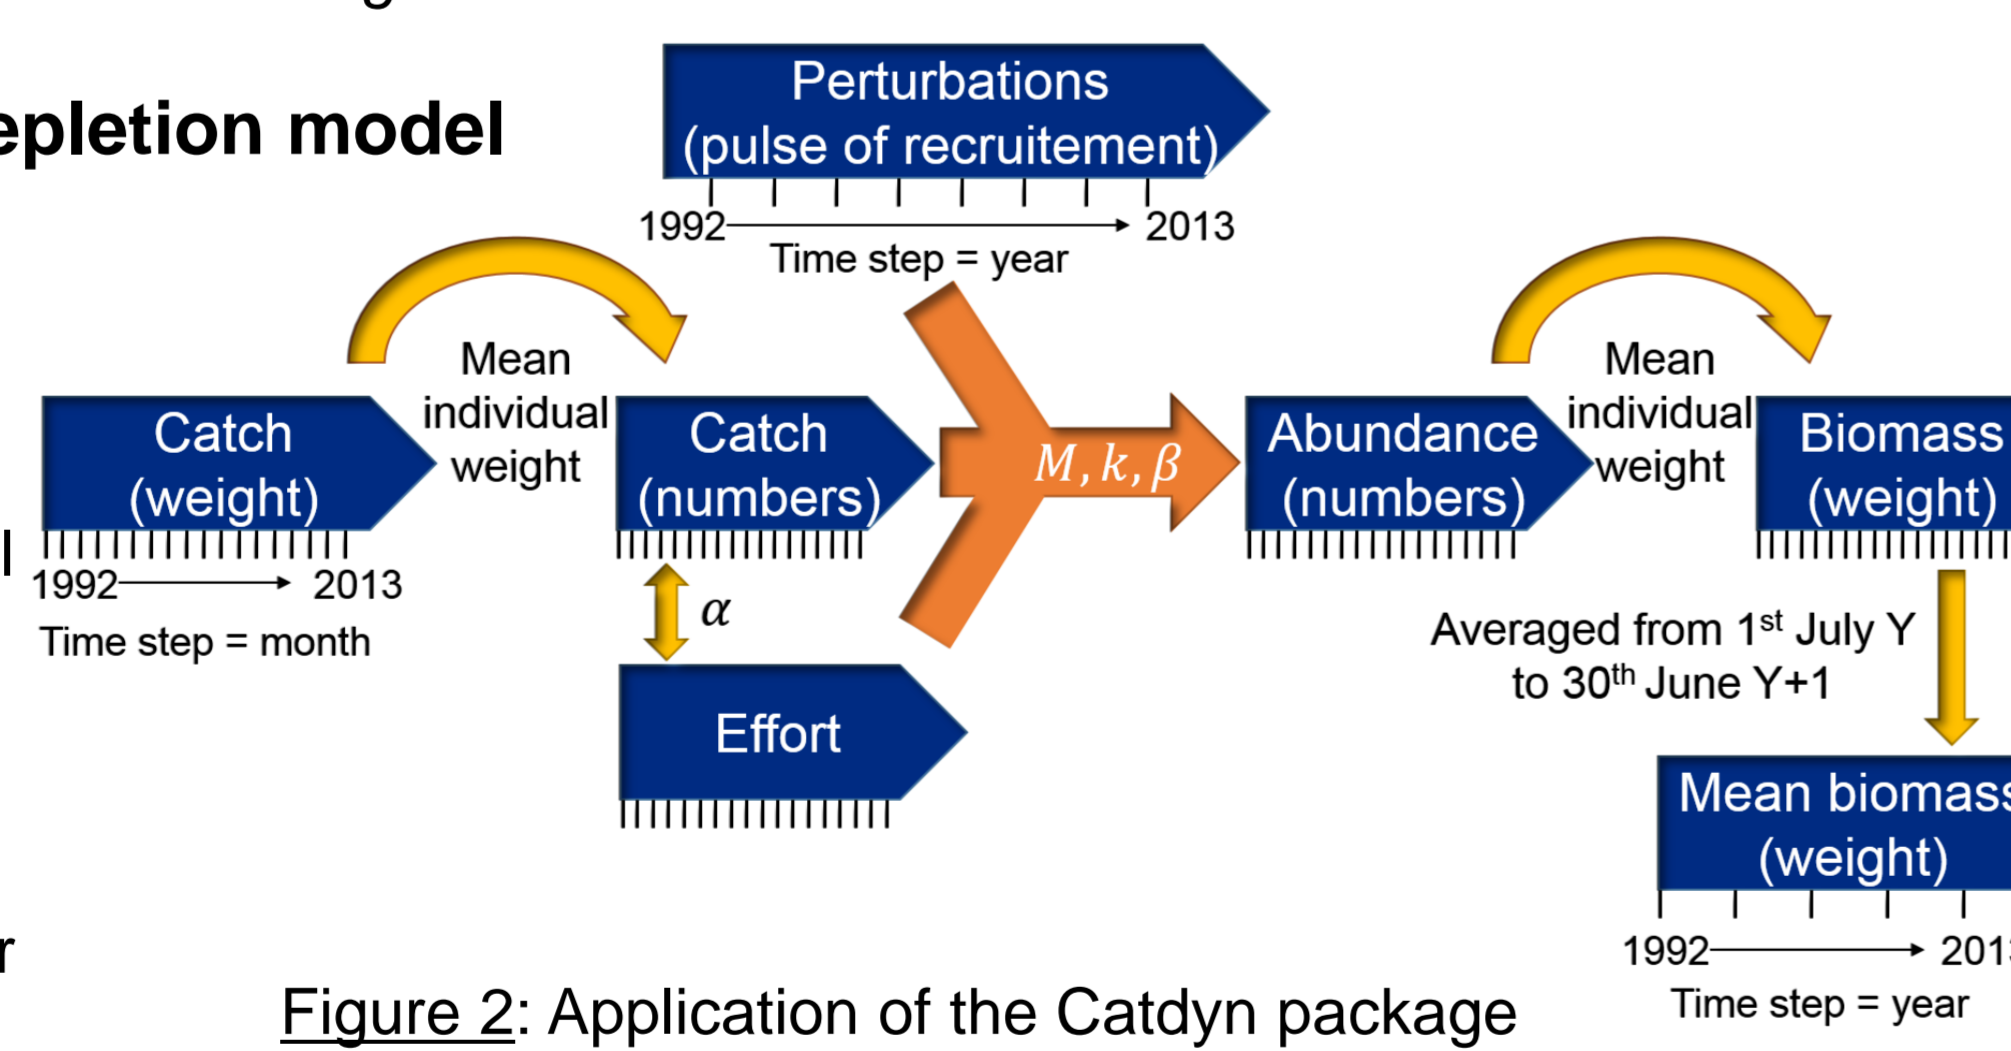 epletion model
Perturbations
(pulse of recruitement)
1992 2013
Time step = year
Mean
individual
weight
Catch
(weight)
1992 2013
Time step = month
Catch
(numbers)
α
Effort
M, k, β
Abundance
(numbers)
Mean
individual
weight
Biomass
(weight)
Averaged from 1st July Y
to 30th June Y+1
Mean biomass
(weight)
1992 201
Time step = year
Figure 2: Application of the Catdyn package